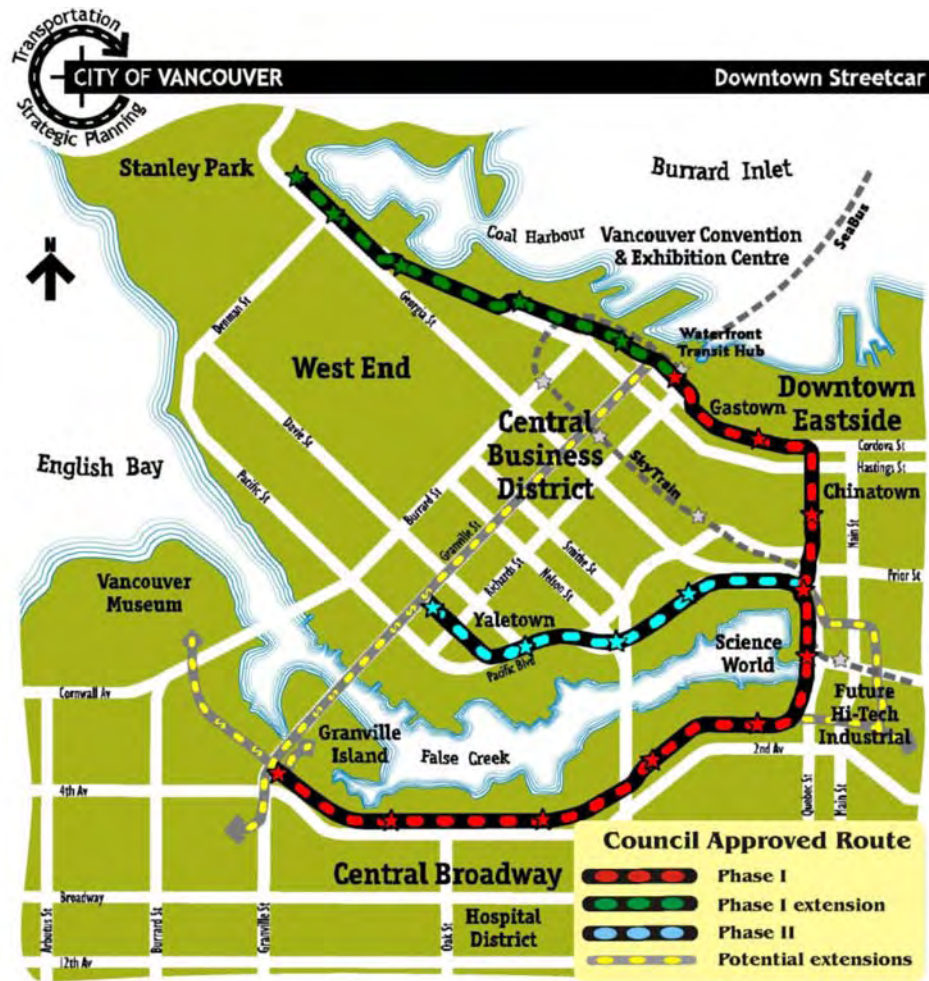 Transportation
Strategic Planning
CITY OF VANCOUVER
Downtown Streetcar
Stanley Park
Burrard Inlet
SeaBus
Coal Harbour
Vancouver Convention
& Exhibition Centre
N
Denman St
Georgia St
Waterfront
Transit Hub
West End
Downtown
Eastside
Gastown
Central
Business
District
Cordova St
Hastings St
Davie St
English Bay
SkyTrain
Chinatown
Pacific St
Burrard St
Main St
Granville St
Smithe St
Richards St
Nelson St
Prior St
Vancouver
Museum
Yaletown
Pacific Blvd
Science
World
Cornwall Av
Future
Hi-Tech
Industrial
Granville
Island
False Creek
2nd Av
4th Av
Quebec St
Main St
Central Broadway
Broadway
Hospital
District
Arbutus St
Burrard St
Granville St
Oak St
12th Av
Council Approved Route
Phase I
Phase I extension
Phase II
Potential extensions